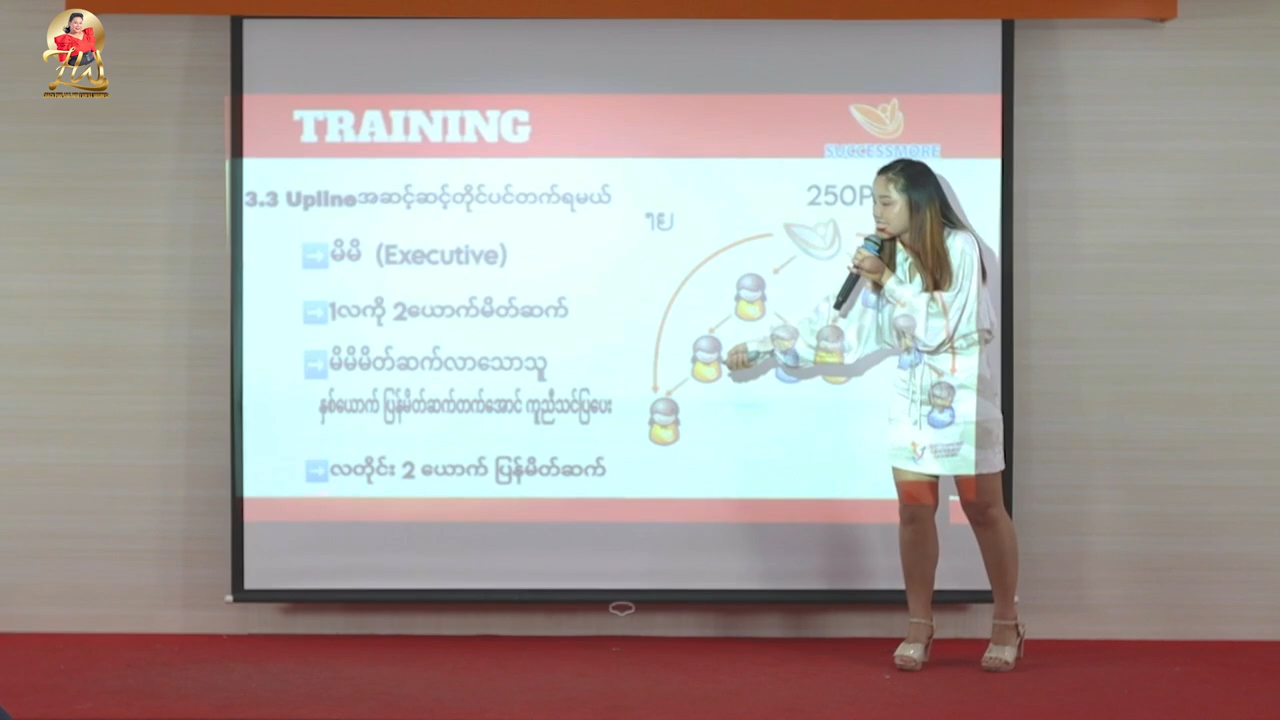 TRAINING
SUCCESSMORE
3.3 Uplineအဆင့်ဆင့်တိုင်ပင်တက်ရမယ်
250P
➡မိမိ (Executive)
➡1လကို 2ယောက်မိတ်ဆက်
➡မိမိမိတ်ဆက်လာသောသူ
နှစ်ယောက် ပြန်မိတ်ဆက်တက်အောင် ကူညီသင်ပြပေး
➡လတိုင်း 2 ယောက် ပြန်မိတ်ဆက်